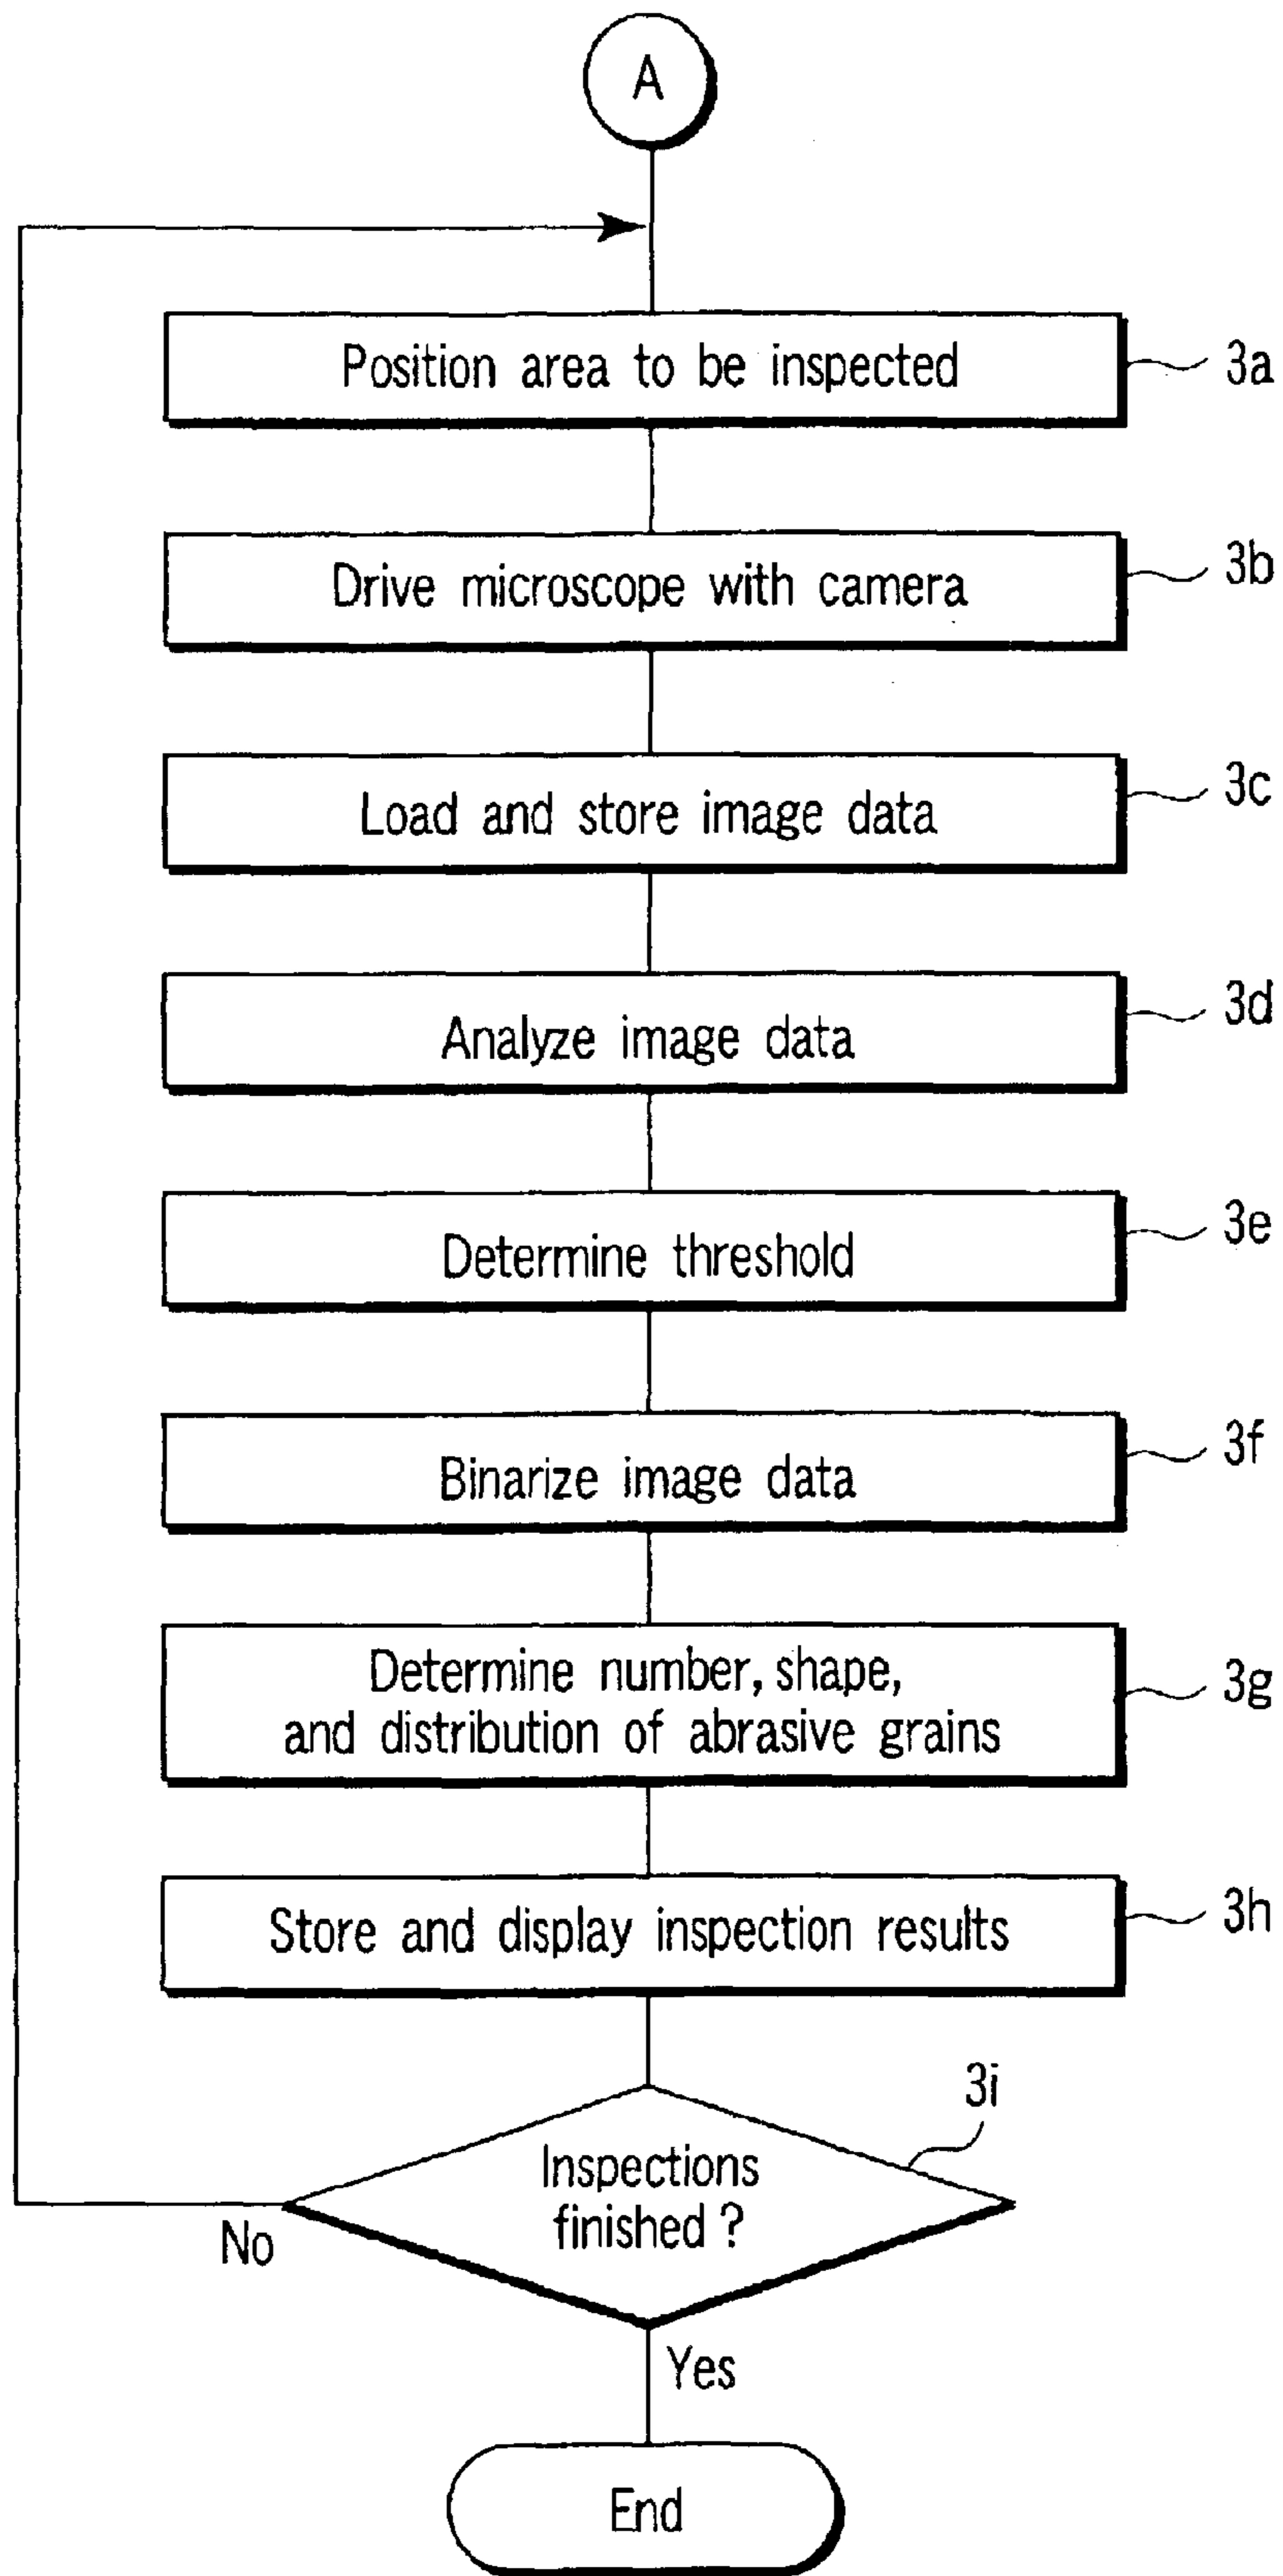 A
Position area to be inspected
3a
Drive microscope with camera
3b
Load and store image data
3c
Analyze image data
3d
Determine threshold
3e
Binarize image data
3f
Determine number, shape,
and distribution of abrasive grains
3g
Store and display inspection results
3h
3i
Inspections
finished ?
No
Yes
End